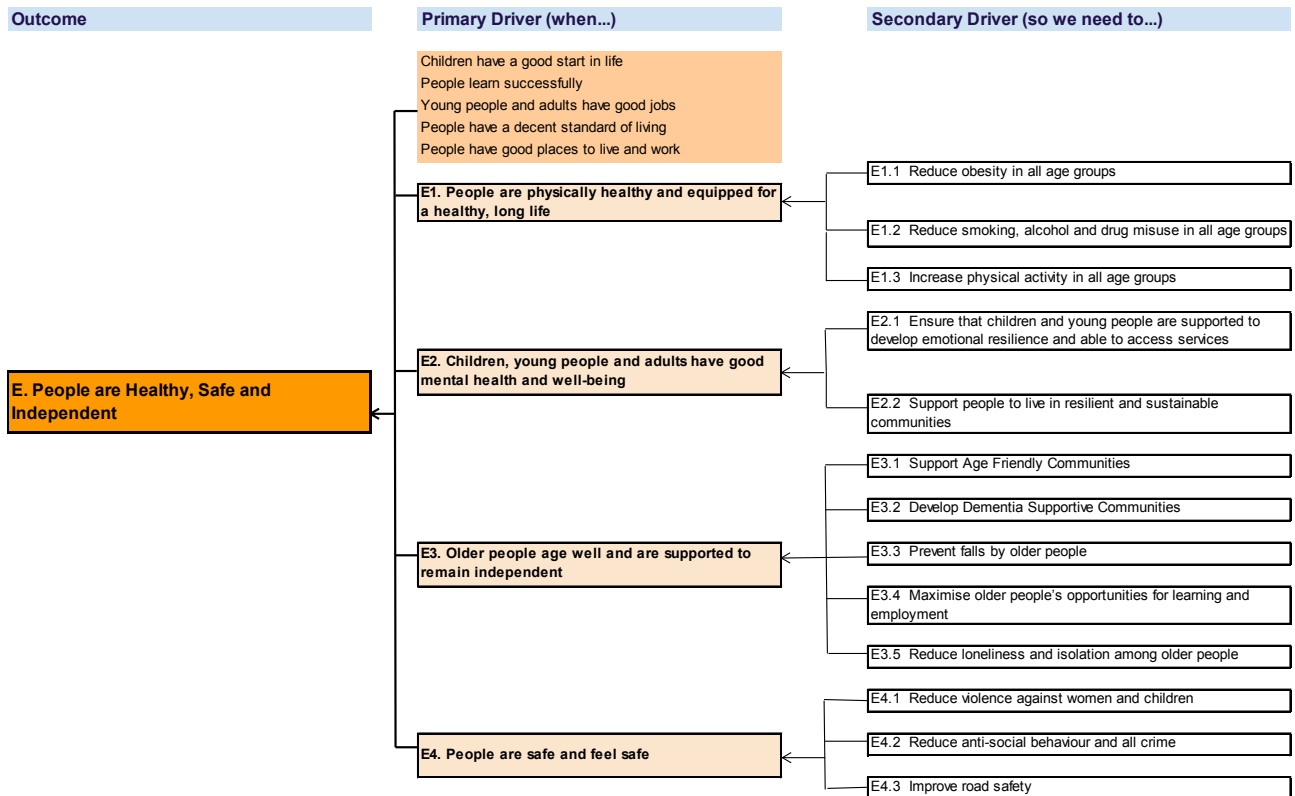 Outcome
Primary Driver (when...)
Secondary Driver (so we need to...)
Children have a good start in life
People learn successfully
Young people and adults have good jobs
People have a decent standard of living
People have good places to live and work
E1.1 Reduce obesity in all age groups
E1. People are physically healthy and equipped for
a healthy, long life
E1.2 Reduce smoking, alcohol and drug misuse in all age groups
E1.3 Increase physical activity in all age groups
E2.1 Ensure that children and young people are supported to
develop emotional resilience and able to access services
E2. Children, young people and adults have good
mental health and well-being
E. People are Healthy, Safe and
Independent
E2.2 Support people to live in resilient and sustainable
communities
E3.1 Support Age Friendly Communities
E3.2 Develop Dementia Supportive Communities
E3. Older people age well and are supported to
remain independent
E3.3 Prevent falls by older people
E3.4 Maximise older people’s opportunities for learning and
employment
E3.5 Reduce loneliness and isolation among older people
E4.1 Reduce violence against women and children
E4. People are safe and feel safe
E4.2 Reduce anti-social behaviour and all crime
E4.3 Improve road safety